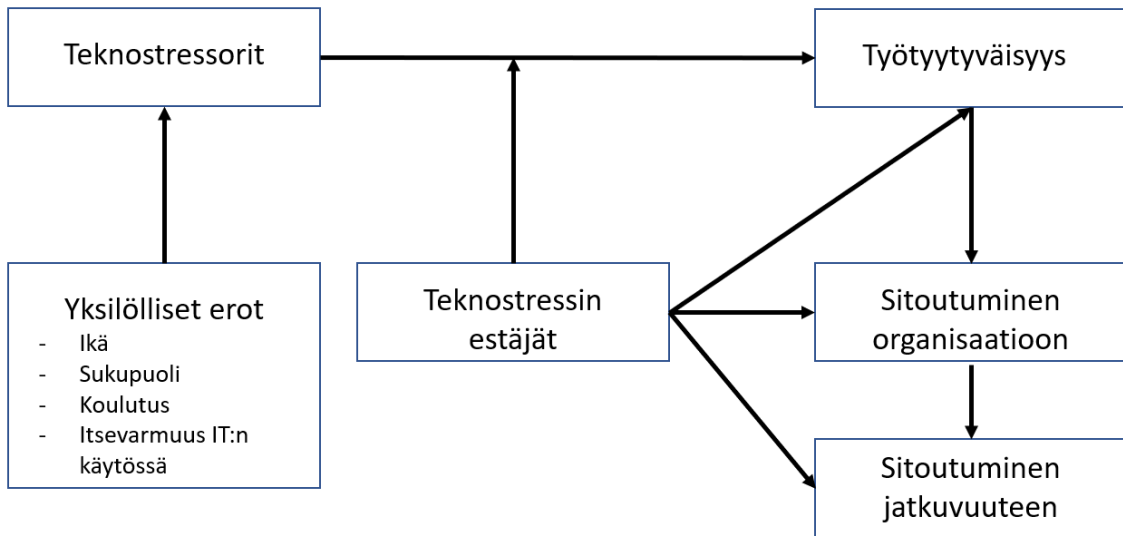 Teknostressorit
Työtyytyväisyys
Yksilölliset erot
- Ikä
- Sukupuoli
- Koulutus
- Itsevarmuus IT:n
käytössä
Teknostressin
estäjät
Sitoutuminen
organisaatioon
Sitoutuminen
jatkuvuuteen